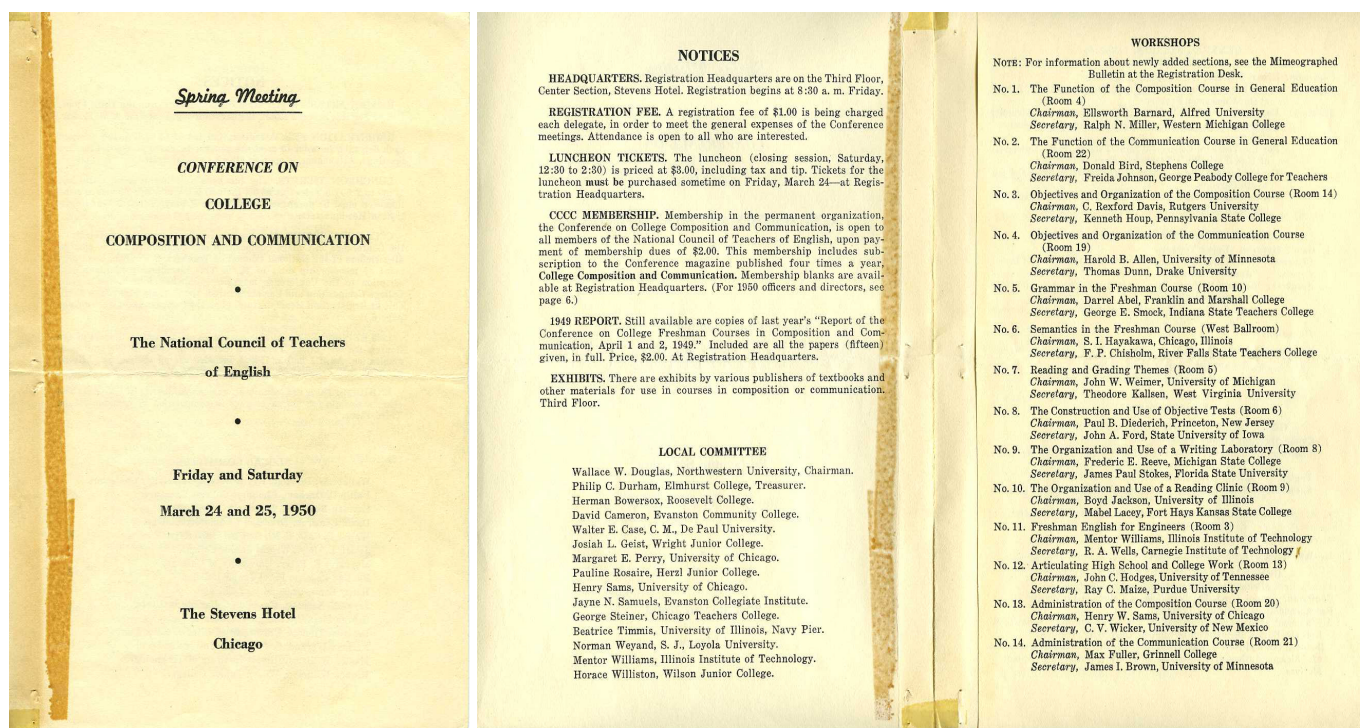 Spring Meeting
CONFERENCE ON
COLLEGE
COMPOSITION AND COMMUNICATION
•
The National Council of Teachers
of English
•
Friday and Saturday
March 24 and 25, 1950
•
The Stevens Hotel
Chicago
NOTICES
HEADQUARTERS. Registration Headquarters are on the Third Floor,
Center Section, Stevens Hotel. Registration begins at 8:30 a. m. Friday.
REGISTRATION FEE. A registration fee of $1.00 is being charged
each delegate, in order to meet the general expenses of the Conference
meetings. Attendance is open to all who are interested.
LUNCHEON TICKETS. The luncheon (closing session, Saturday,
12:30 to 2:30) is priced at $3.00, including tax and tip. Tickets for the
luncheon must be purchased sometime on Friday, March 24—at Regis-
tration Headquarters.
CCCC MEMBERSHIP. Membership in the permanent organization,
the Conference on College Composition and Communication, is open to
all members of the National Council of Teachers of English, upon pay-
ment of membership dues of $2.00. This membership includes sub-
scription to the Conference magazine published four times a year,
College Composition and Communication. Membership blanks are avail-
able at Registration Headquarters. (For 1950 officers and directors, see
page 6.)
1949 REPORT. Still available are copies of last year's "Report of the
Conference on College Freshman Courses in Composition and Com-
munication, April 1 and 2, 1949." Included are all the papers (fifteen)
given, in full. Price, $2.00. At Registration Headquarters.
EXHIBITS. There are exhibits by various publishers of textbooks and
other materials for use in courses in composition or communication.
Third Floor.
LOCAL COMMITTEE
Wallace W. Douglas, Northwestern University, Chairman.
Philip C. Durham, Elmhurst College, Treasurer.
Herman Bowersox, Roosevelt College.
David Cameron, Evanston Community College.
Walter E. Case, C. M., De Paul University.
Josiah L. Geist, Wright Junior College.
Margaret E. Perry, University of Chicago.
Pauline Rosaire, Herzl Junior College.
Henry Sams, University of Chicago.
Jayne N. Samuels, Evanston Collegiate Institute.
George Steiner, Chicago Teachers College.
Beatrice Timmis, University of Illinois, Navy Pier.
Norman Weyand, S. J., Loyola University.
Mentor Williams, Illinois Institute of Technology.
Horace Williston, Wilson Junior College.
WORKSHOPS
NOTE: For information about newly added sections, see the Mimeographed
Bulletin at the Registration Desk.
No. 1. The Function of the Composition Course in General Education
(Room 4)
Chairman, Ellsworth Barnard, Alfred University
Secretary, Ralph N. Miller, Western Michigan College
No. 2. The Function of the Communication Course in General Education
(Room 22)
Chairman, Donald Bird, Stephens College
Secretary, Freida Johnson, George Peabody College for Teachers
No. 3. Objectives and Organization of the Composition Course (Room 14)
Chairman, C. Rexford Davis, Rutgers University
Secretary, Kenneth Houp, Pennsylvania State College
No. 4. Objectives and Organization of the Communication Course
(Room 19)
Chairman, Harold B. Allen, University of Minnesota
Secretary, Thomas Dunn, Drake University
No. 5. Grammar in the Freshman Course (Room 10)
Chairman, Darrel Abel, Franklin and Marshall College
Secretary, George E. Smock, Indiana State Teachers College
No. 6. Semantics in the Freshman Course (West Ballroom)
Chairman, S. I. Hayakawa, Chicago, Illinois
Secretary, F. P. Chisholm, River Falls State Teachers College
No. 7. Reading and Grading Themes (Room 5)
Chairman, John W. Weimer, University of Michigan
Secretary, Theodore Kallsen, West Virginia University
No. 8. The Construction and Use of Objective Tests (Room 6)
Chairman, Paul B. Diederich, Princeton, New Jersey
Secretary, John A. Ford, State University of Iowa
No. 9. The Organization and Use of a Writing Laboratory (Room 8)
Chairman, Frederic E. Reeve, Michigan State College
Secretary, James Paul Stokes, Florida State University
No. 10. The Organization and Use of a Reading Clinic (Room 9)
Chairman, Boyd Jackson, University of Illinois
Secretary, Mabel Lacey, Fort Hays Kansas State College
No. 11. Freshman English for Engineers (Room 3)
Chairman, Mentor Williams, Illinois Institute of Technology
Secretary, R. A. Wells, Carnegie Institute of Technology
No. 12. Articulating High School and College Work (Room 13)
Chairman, John C. Hodges, University of Tennessee
Secretary, Ray C. Maize, Purdue University
No. 13. Administration of the Composition Course (Room 20)
Chairman, Henry W. Sams, University of Chicago
Secretary, C. V. Wicker, University of New Mexico
No. 14. Administration of the Communication Course (Room 21)
Chairman, Max Fuller, Grinnell College
Secretary, James I. Brown, University of Minnesota